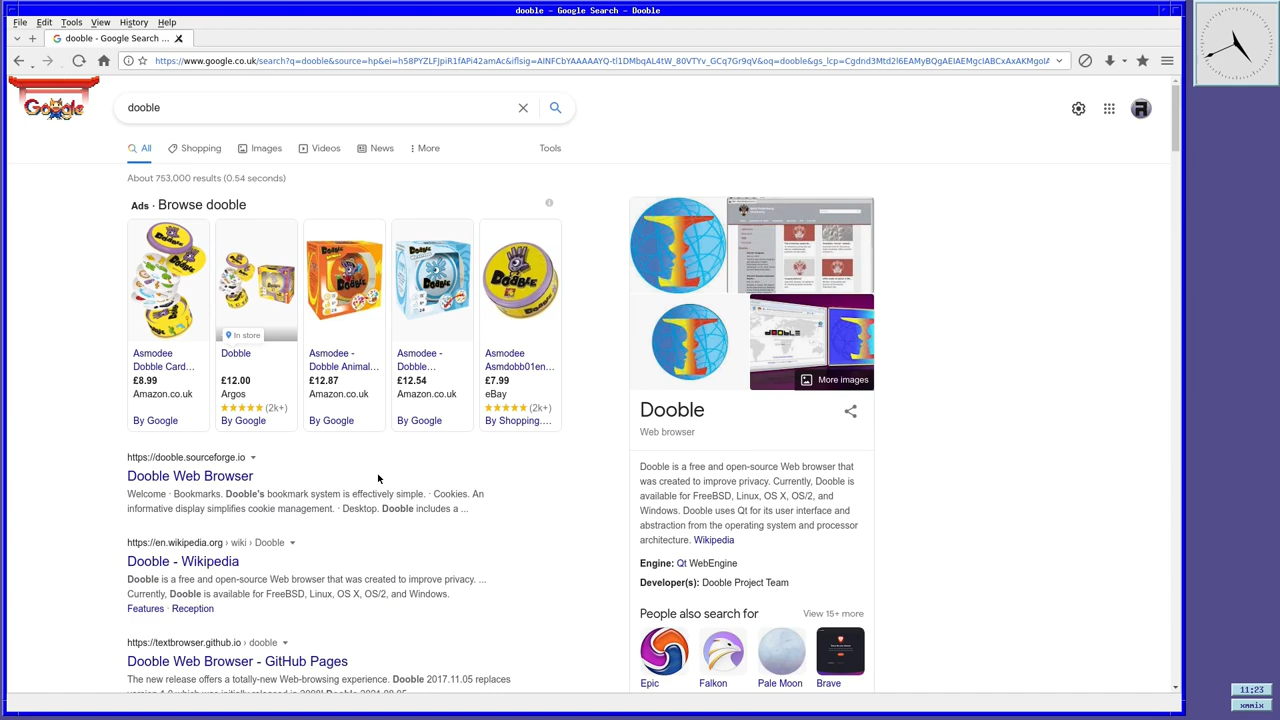 dooble - Google Search - Dooble
File Edit Tools View History Help
dooble - Google Search ...
https://www.google.co.uk/search?q=dooble&source=hp&ei=
Google
dooble
All Shopping Images Videos News More Tools
About 753,000 results (0.54 seconds)
Ads · Browse dooble
In store
Asmodee
Dobble Card...
£8.99
Amazon.co.uk
By Google
Dobble
£12.00
Argos
(2k+)
By Google
Asmodee -
Dobble Animal...
£12.87
Amazon.co.uk
By Google
Asmodee -
Dobble...
£12.54
Amazon.co.uk
By Google
Asmodee
Asmdobb01en...
£7.99
eBay
(2k+)
By Shopping....
https://dooble.sourceforge.io
Dooble Web Browser
Welcome · Bookmarks. Dooble's bookmark system is effectively simple. · Cookies. An
informative display simplifies cookie management. · Desktop. Dooble includes a ...
https://en.wikipedia.org › wiki › Dooble
Dooble - Wikipedia
Dooble is a free and open-source Web browser that was created to improve privacy. ...
Currently, Dooble is available for FreeBSD, Linux, OS X, OS/2, and Windows.
Features · Reception
https://textbrowser.github.io › dooble
Dooble Web Browser - GitHub Pages
The new release offers a totally-new Web-browsing experience. Dooble 2017.11.05 replaces
More images
Dooble
Web browser
Dooble is a free and open-source Web browser that
was created to improve privacy. Currently, Dooble is
available for FreeBSD, Linux, OS X, OS/2, and
Windows. Dooble uses Qt for its user interface and
abstraction from the operating system and processor
architecture. Wikipedia
Engine: Qt WebEngine
Developer(s): Dooble Project Team
People also search for View 15+ more
Epic
Falkon
Pale Moon
Brave
11:23
xmmix